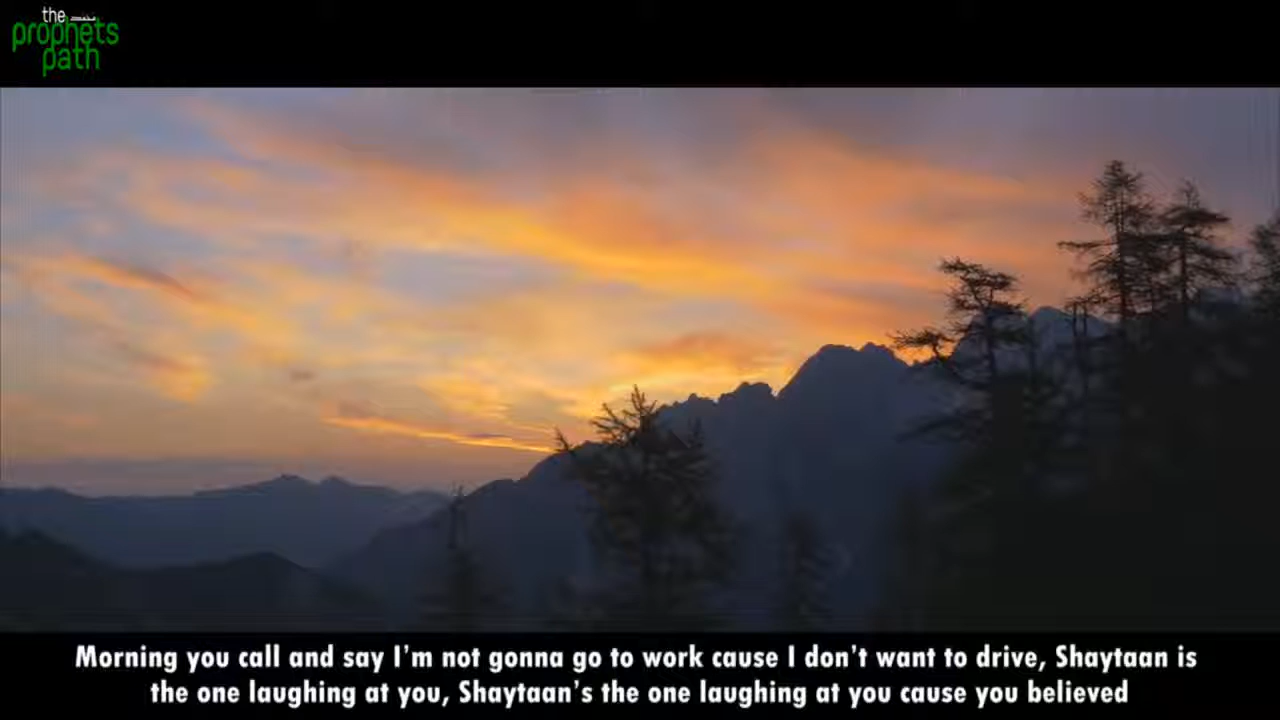 the
prophets
path
Morning you call and say I'm not gonna go to work cause I don't want to drive, Shaytaan is
the one laughing at you, Shaytaan's the one laughing at you cause you believed